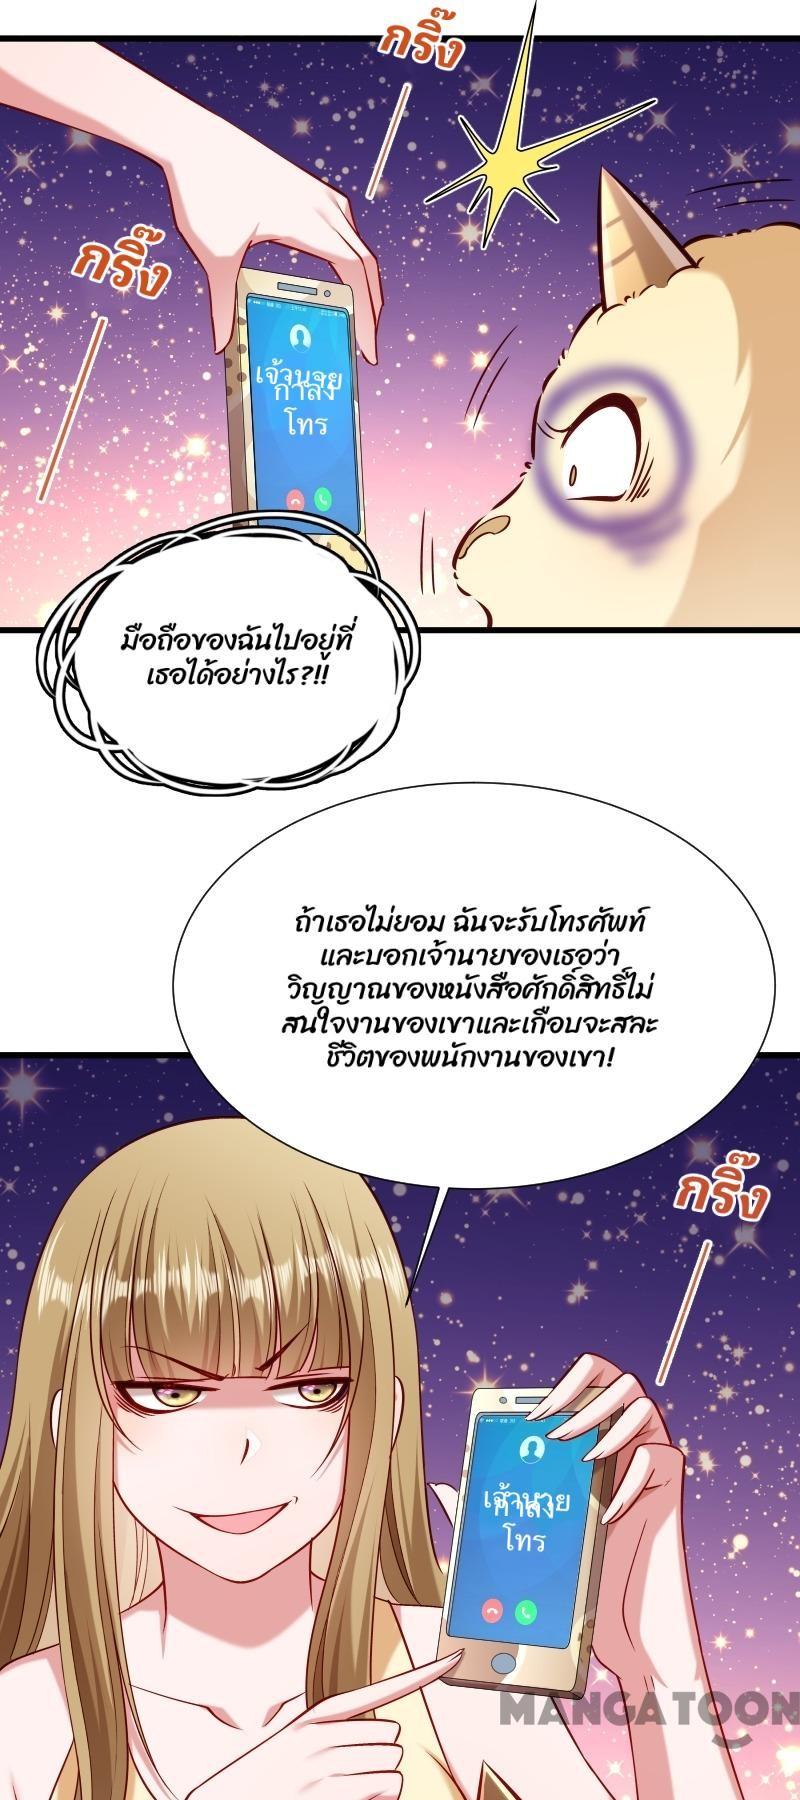 กริ๊ง
กริ๊ง
เจ้านาย
กำลัง
โทร
มือถือของฉันไปอยู่ที่
เธอได้อย่างไร?!!
ถ้าเธอไม่ยอม ฉันจะรับโทรศัพท์
และบอกเจ้านายของเธอว่า
วิญญาณของหนังสือศักดิ์สิทธิ์ไม่
สนใจงานของเขาและเกือบจะสละ
ชีวิตของพนักงานของเขา!
กริ๊ง
เจ้านาย
กำลัง
โทร
MANGATOON